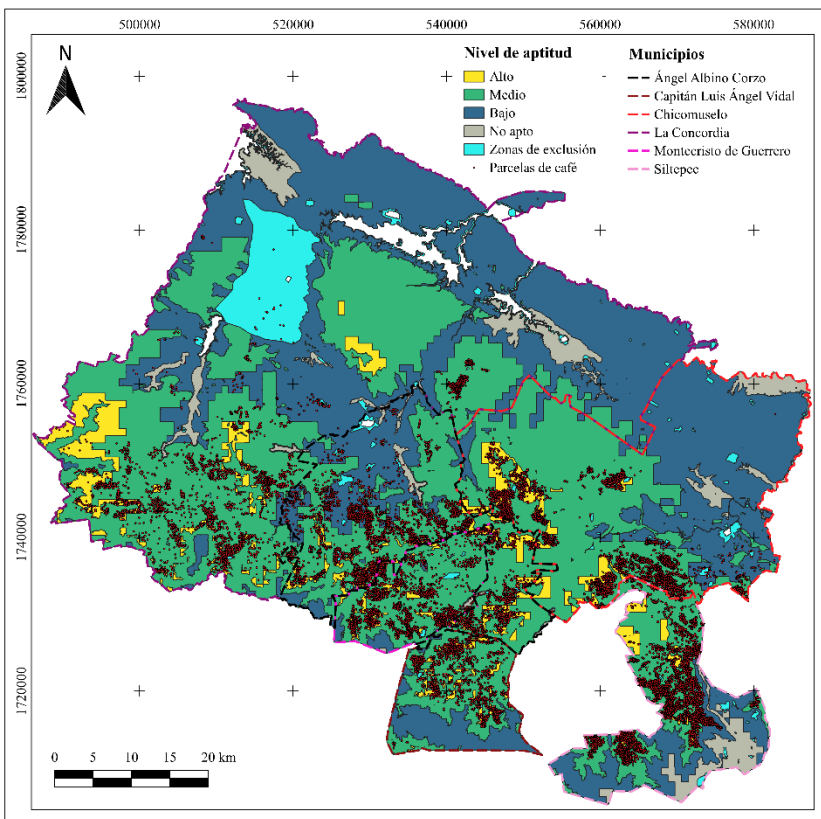 500000 520000 540000 560000 580000
1800000
1780000
1760000
1740000
1720000
N
Nivel de aptitud
Alto
Medio
Bajo
No apto
Zonas de exclusión
Parcelas de café
Municipios
Ángel Albino Corzo
Capitán Luis Ángel Vidal
Chicomuselo
La Concordia
Montecristo de Guerrero
Siltepec
0 5 10 15 20 km